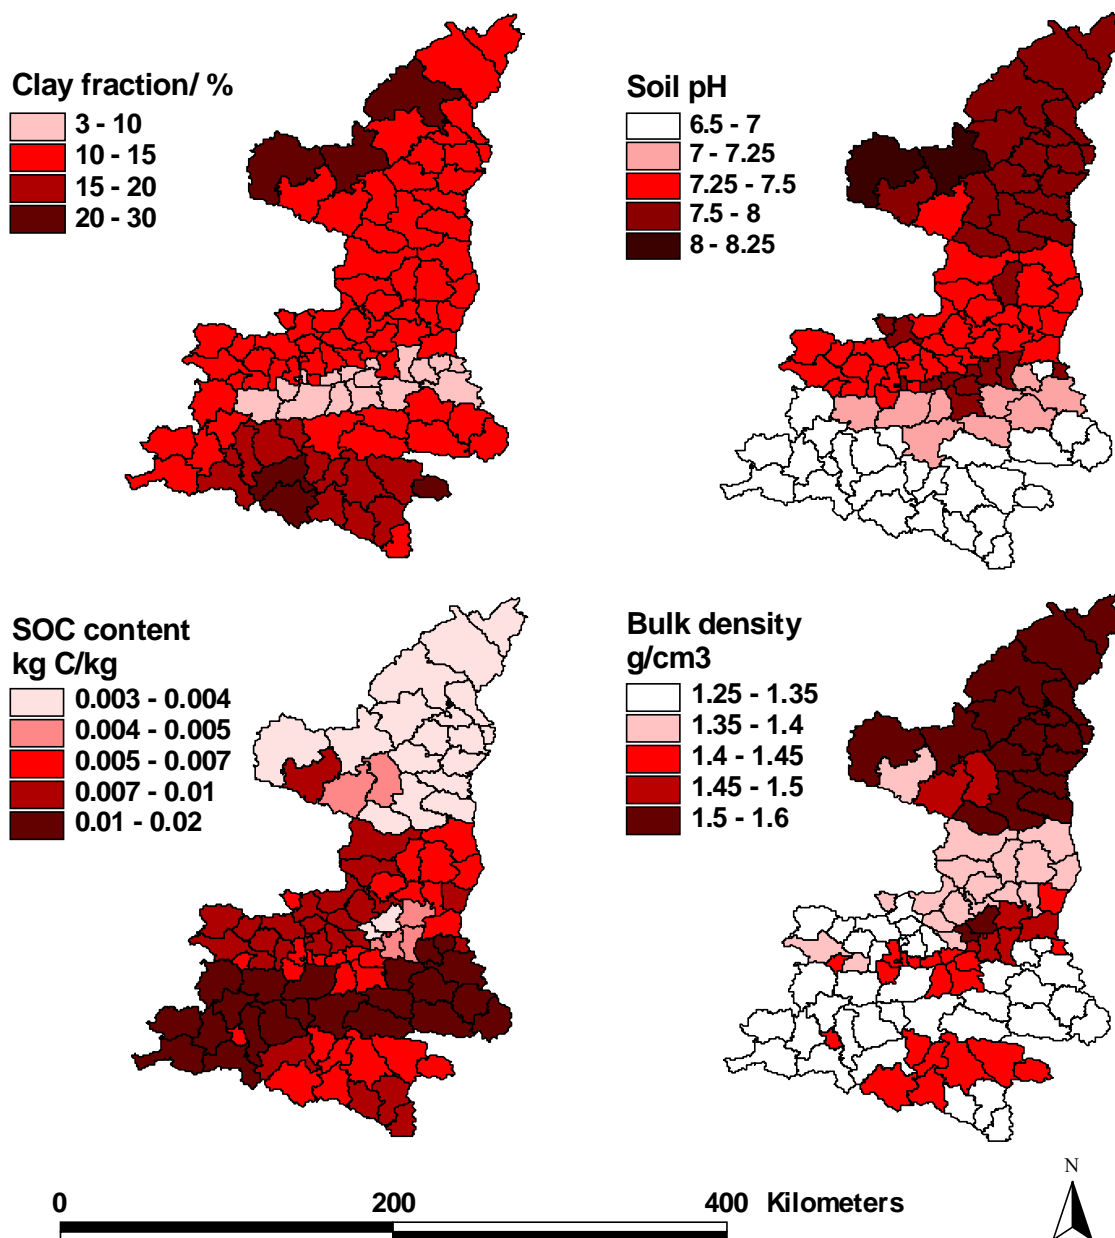 Clay fraction/ %
3 - 10
10 - 15
15 - 20
20 - 30
Soil pH
6.5 - 7
7 - 7.25
7.25 - 7.5
7.5 - 8
8 - 8.25
SOC content
kg C/kg
0.003 - 0.004
0.004 - 0.005
0.005 - 0.007
0.007 - 0.01
0.01 - 0.02
Bulk density
g/cm3
1.25 - 1.35
1.35 - 1.4
1.4 - 1.45
1.45 - 1.5
1.5 - 1.6
0 200 400 Kilometers
N